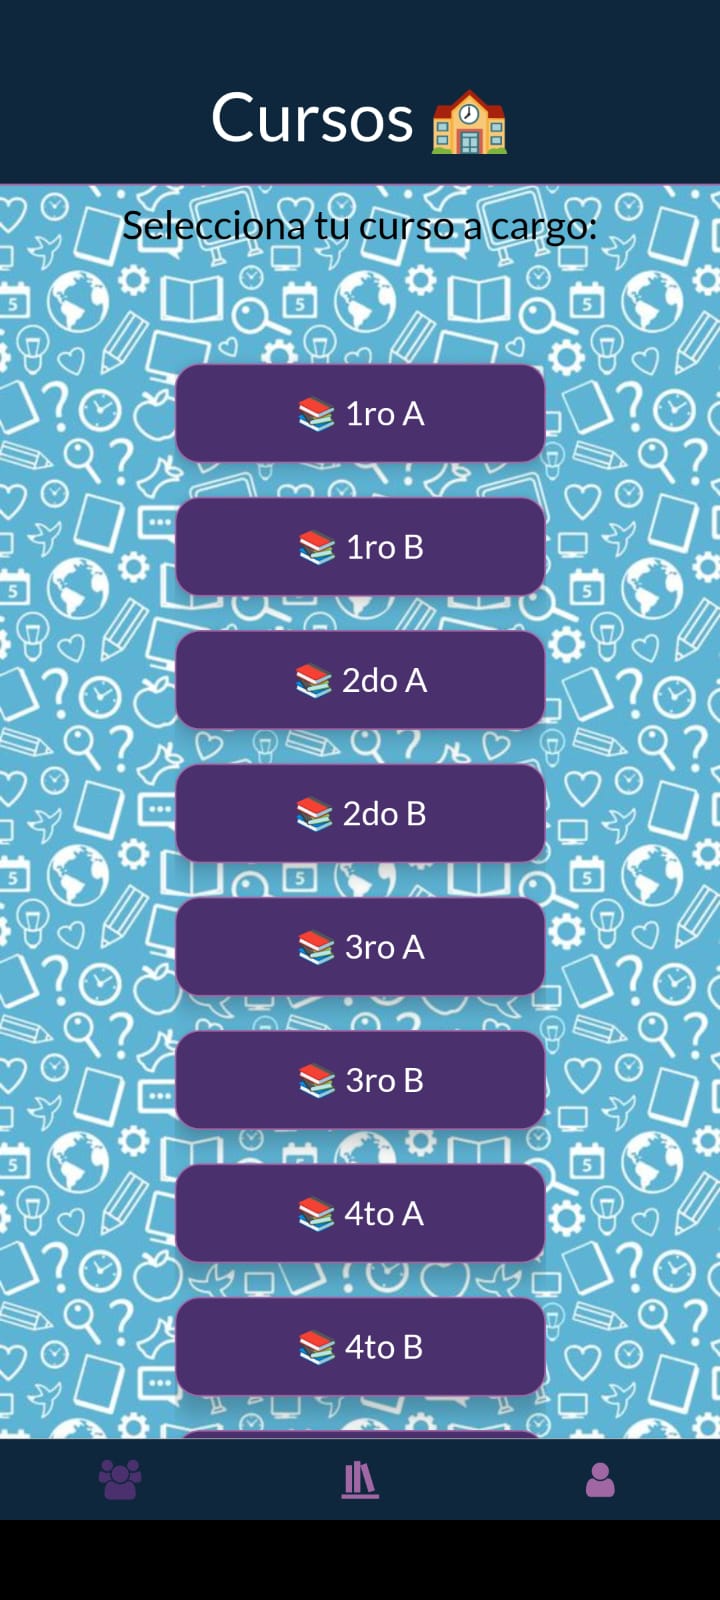 Cursos 🏫
Selecciona tu curso a cargo:
📚 1ro A
📚 1ro B
📚 2do A
📚 2do B
📚 3ro A
📚 3ro B
📚 4to A
📚 4to B